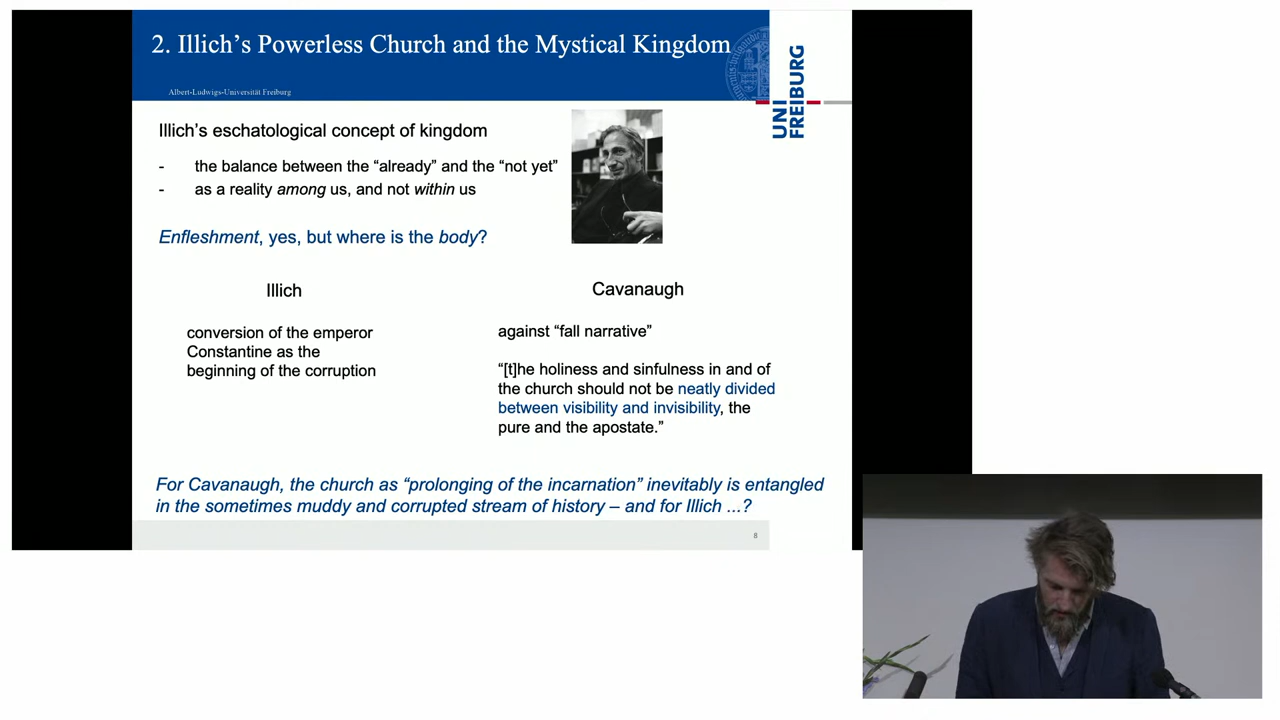 2. Illich’s Powerless Church and the Mystical Kingdom
Albert-Ludwigs-Universität Freiburg
UNI
FREIBURG
Illich’s eschatological concept of kingdom
- the balance between the “already” and the “not yet”
- as a reality among us, and not within us
Enfleshment, yes, but where is the body?
Illich
conversion of the emperor
Constantine as the
beginning of the corruption
Cavanaugh
against “fall narrative”
“[t]he holiness and sinfulness in and of
the church should not be neatly divided
between visibility and invisibility, the
pure and the apostate.”
For Cavanaugh, the church as “prolonging of the incarnation” inevitably is entangled
in the sometimes muddy and corrupted stream of history – and for Illich ...?
8